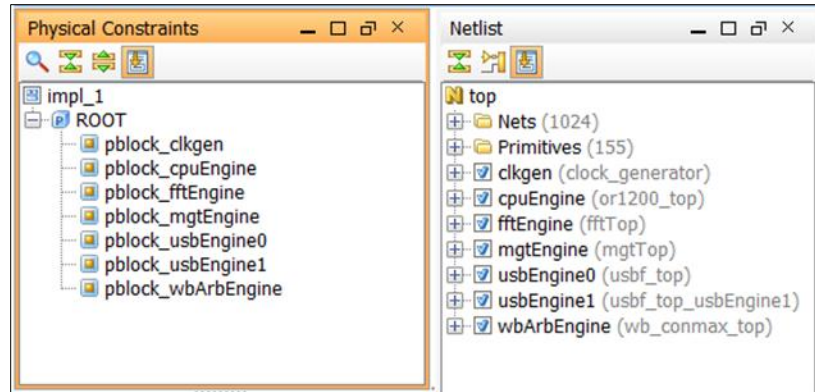 Physical Constraints
impl_1
ROOT
pblock_clkgen
pblock_cpuEngine
pblock_fftEngine
pblock_mgtEngine
pblock_usbEngine0
pblock_usbEngine1
pblock_wbArbEngine
Netlist
top
Nets (1024)
Primitives (155)
clkgen (clock_generator)
cpuEngine (or1200_top)
fftEngine (fftTop)
mgtEngine (mgtTop)
usbEngine0 (usbf_top)
usbEngine1 (usbf_top_usbEngine1)
wbArbEngine (wb_conmax_top)